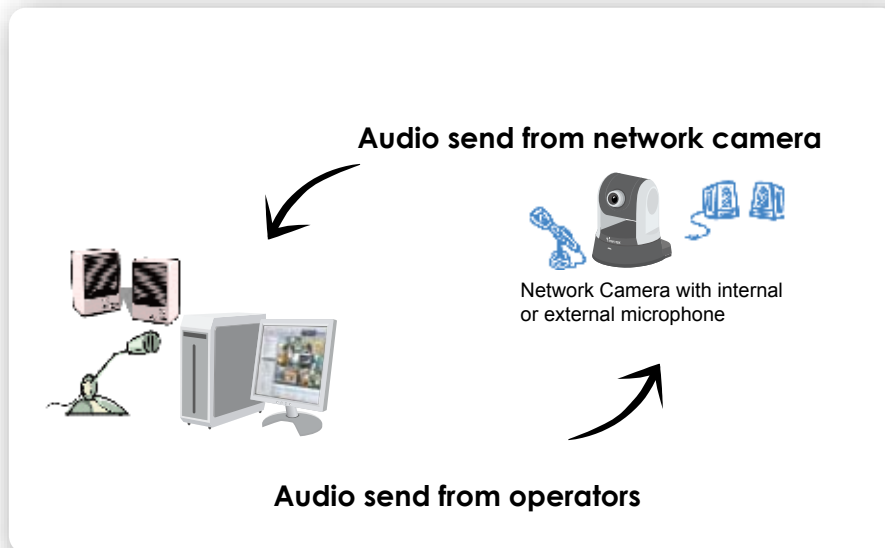 Audio send from network camera
Network Camera with internal
or external microphone
Audio send from operators